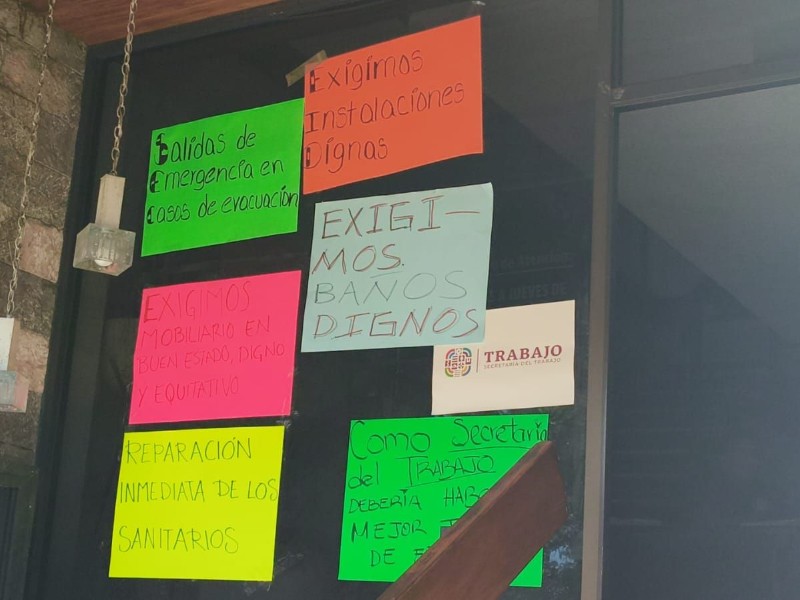 Exigimos
Instalaciones
Dignas
Salidas de
Emergencia en
Casos de evacuación
EXIGI-
MOS
BAÑOS
DIGNOS
EXIGIMOS
MOBILIARIO EN
BUEN ESTADO, DIGNO
Y EQUITATIVO
TRABAJO
SECRETARÍA DEL TRABAJO
REPARACIÓN
INMEDIATA DE LOS
SANITARIOS
Como Secretaría
del TRABAJO
DEBERÍA
MEJOR
DE